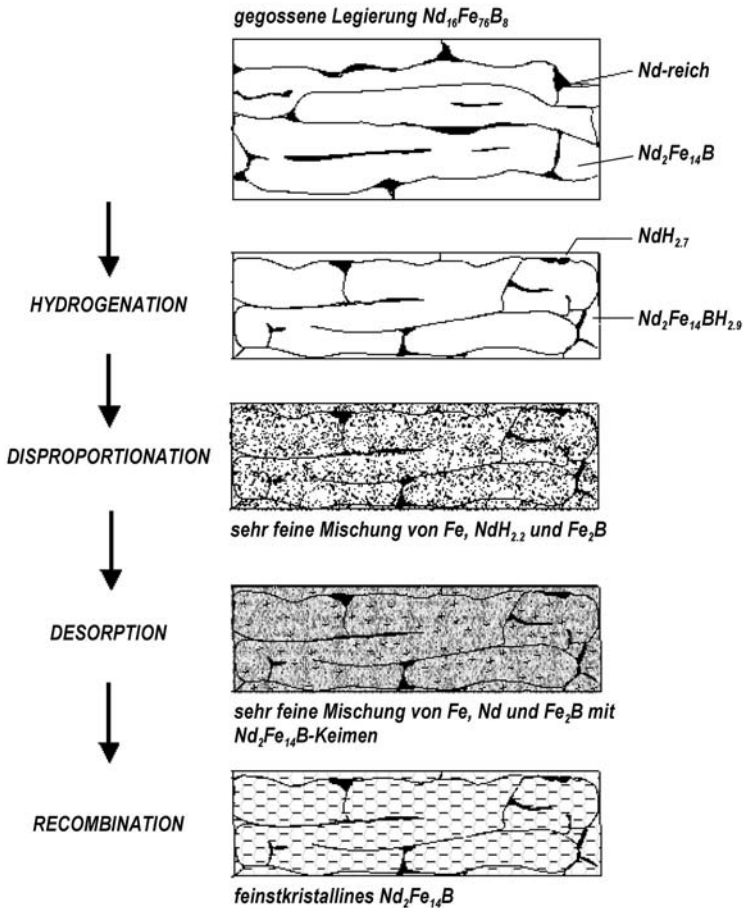 gegossene Legierung Nd₁₆Fe₇₆B₈
Nd-reich
Nd₂Fe₁₄B
NdH₂.₇
HYDROGENATION
Nd₂Fe₁₄BH₂.₉
DISPROPORTIONATION
sehr feine Mischung von Fe, NdH₂.₂ und Fe₂B
DESORPTION
sehr feine Mischung von Fe, Nd und Fe₂B mit
Nd₂Fe₁₄B-Keimen
RECOMBINATION
feinstkristallines Nd₂Fe₁₄B